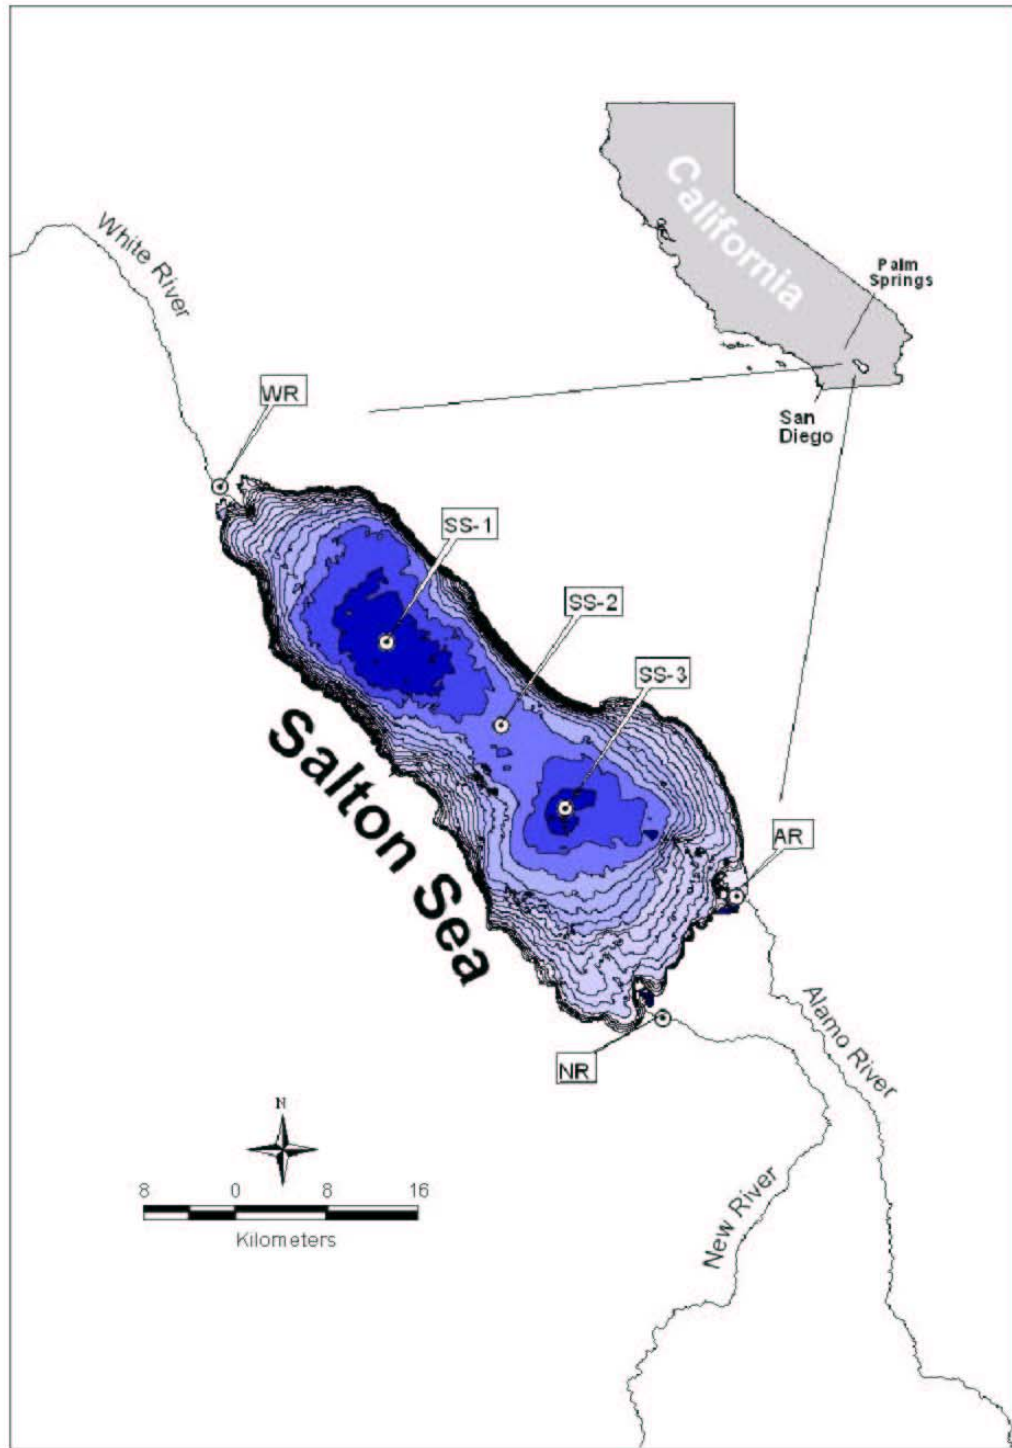 California
Palm
Springs
San
Diego
White River
WR
SS-1
SS-2
SS-3
Salton Sea
AR
Alamo River
NR
New River
N
8 0 8 16
Kilometers